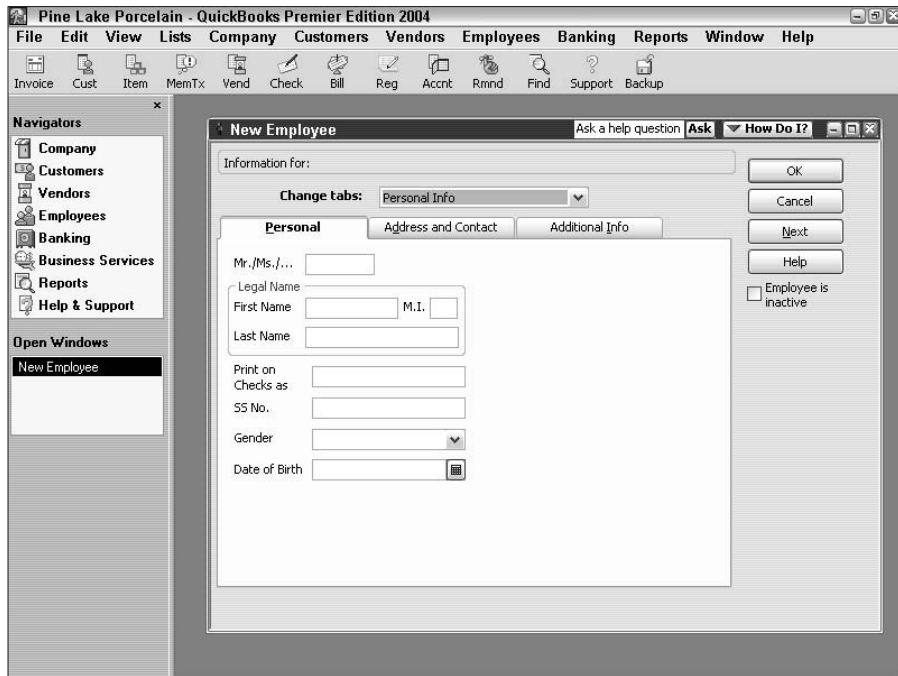 Pine Lake Porcelain - QuickBooks Premier Edition 2004
File Edit View Lists Company Customers Vendors Employees Banking Reports Window Help
Invoice Cust Item MemTx Vend Check Bill Reg Accnt Rmnd Find Support Backup
Navigators
Company
Customers
Vendors
Employees
Banking
Business Services
Reports
Help & Support
Open Windows
New Employee
New Employee Ask a help question Ask How Do I?
Information for:
Change tabs: Personal Info
Personal Address and Contact Additional Info
Mr./Ms./...
Legal Name
First Name M.I.
Last Name
Print on
Checks as
SS No.
Gender
Date of Birth
OK
Cancel
Next
Help
Employee is
inactive